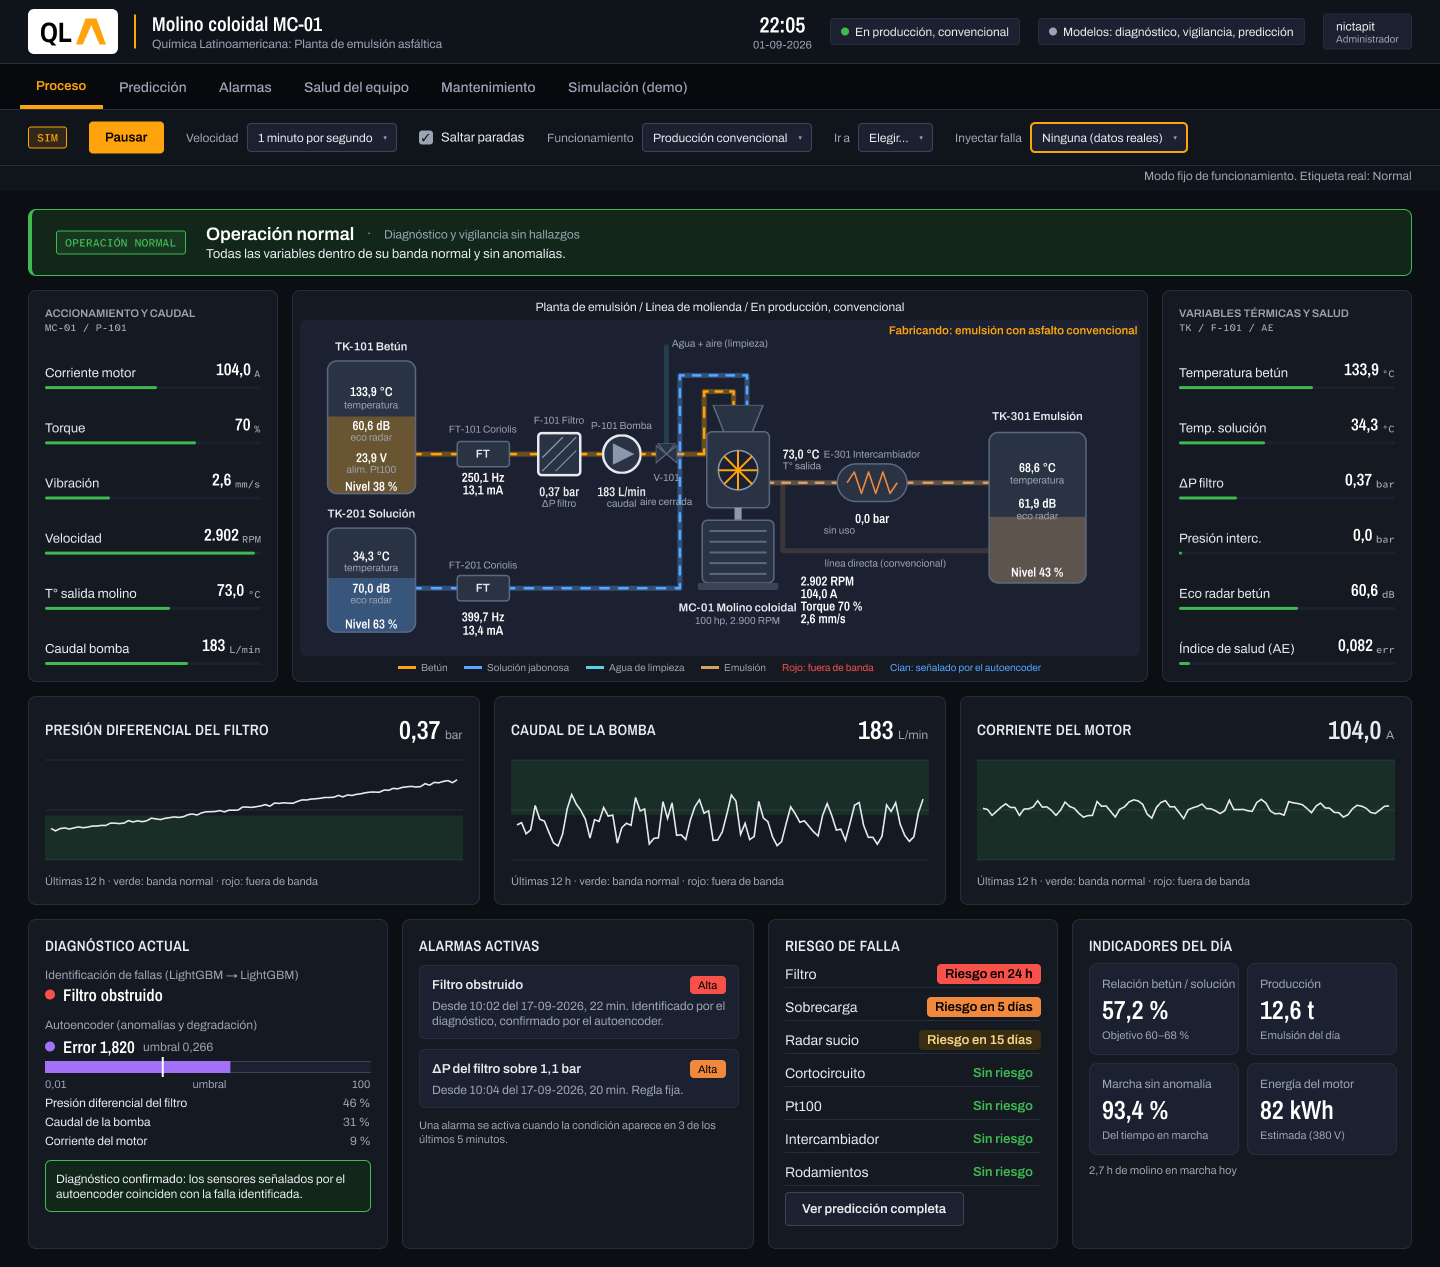 QL
Molino coloidal MC-01
Química Latinoamericana: Planta de emulsión asfáltica
22:05
01-09-2026
En producción, convencional
Modelos: diagnóstico, vigilancia, predicción
nictapit
Administrador
Proceso
Predicción
Alarmas
Salud del equipo
Mantenimiento
Simulación (demo)
SIM
Pausar
Velocidad
1 minuto por segundo
Saltar paradas
Funcionamiento
Producción convencional
Ir a
Elegir...
Inyectar falla
Ninguna (datos reales)
Modo fijo de funcionamiento. Etiqueta real: Normal
OPERACIÓN NORMAL
Operación normal · Diagnóstico y vigilancia sin hallazgos
Todas las variables dentro de su banda normal y sin anomalías.
ACCIONAMIENTO Y CAUDAL
MC-01 / P-101
Corriente motor 104,0 A
Torque 70 %
Vibración 2,6 mm/s
Velocidad 2.902 RPM
T° salida molino 73,0 °C
Caudal bomba 183 L/min
Planta de emulsión / Línea de molienda / En producción, convencional
Fabricando: emulsión con asfalto convencional
TK-101 Betún
133,9 °C
temperatura
60,6 dB
eco radar
23,9 V
alim. Pt100
Nivel 38 %
FT-101 Coriolis
FT
250,1 Hz
13,1 mA
F-101 Filtro
0,37 bar
ΔP filtro
P-101 Bomba
183 L/min
caudal
Agua + aire (limpieza)
V-101
aire cerrada
73,0 °C
T° salida
E-301 Intercambiador
0,0 bar
sin uso
línea directa (convencional)
TK-301 Emulsión
68,6 °C
temperatura
61,9 dB
eco radar
Nivel 43 %
TK-201 Solución
34,3 °C
temperatura
70,0 dB
eco radar
Nivel 63 %
FT-201 Coriolis
FT
399,7 Hz
13,4 mA
MC-01 Molino coloidal
100 hp, 2.900 RPM
2.902 RPM
104,0 A
Torque 70 %
2,6 mm/s
Betún
Solución jabonosa
Agua de limpieza
Emulsión
Rojo: fuera de banda
Cian: señalado por el autoencoder
VARIABLES TÉRMICAS Y SALUD
TK / F-101 / AE
Temperatura betún 133,9 °C
Temp. solución 34,3 °C
ΔP filtro 0,37 bar
Presión interc. 0,0 bar
Eco radar betún 60,6 dB
Índice de salud (AE) 0,082 err
PRESIÓN DIFERENCIAL DEL FILTRO 0,37 bar
Últimas 12 h · verde: banda normal · rojo: fuera de banda
CAUDAL DE LA BOMBA 183 L/min
Últimas 12 h · verde: banda normal · rojo: fuera de banda
CORRIENTE DEL MOTOR 104,0 A
Últimas 12 h · verde: banda normal · rojo: fuera de banda
DIAGNÓSTICO ACTUAL
Identificación de fallas (LightGBM → LightGBM)
Filtro obstruido
Autoencoder (anomalías y degradación)
Error 1,820 umbral 0,266
0,01 umbral 100
Presión diferencial del filtro 46 %
Caudal de la bomba 31 %
Corriente del motor 9 %
Diagnóstico confirmado: los sensores señalados por el
autoencoder coinciden con la falla identificada.
ALARMAS ACTIVAS
Filtro obstruido Alta
Desde 10:02 del 17-09-2026, 22 min. Identificado por el
diagnóstico, confirmado por el autoencoder.
ΔP del filtro sobre 1,1 bar Alta
Desde 10:04 del 17-09-2026, 20 min. Regla fija.
Una alarma se activa cuando la condición aparece en 3 de los
últimos 5 minutos.
RIESGO DE FALLA
Filtro Riesgo en 24 h
Sobrecarga Riesgo en 5 días
Radar sucio Riesgo en 15 días
Cortocircuito Sin riesgo
Pt100 Sin riesgo
Intercambiador Sin riesgo
Rodamientos Sin riesgo
Ver predicción completa
INDICADORES DEL DÍA
Relación betún / solución
57,2 %
Objetivo 60–68 %
Producción
12,6 t
Emulsión del día
Marcha sin anomalía
93,4 %
Del tiempo en marcha
Energía del motor
82 kWh
Estimada (380 V)
2,7 h de molino en marcha hoy